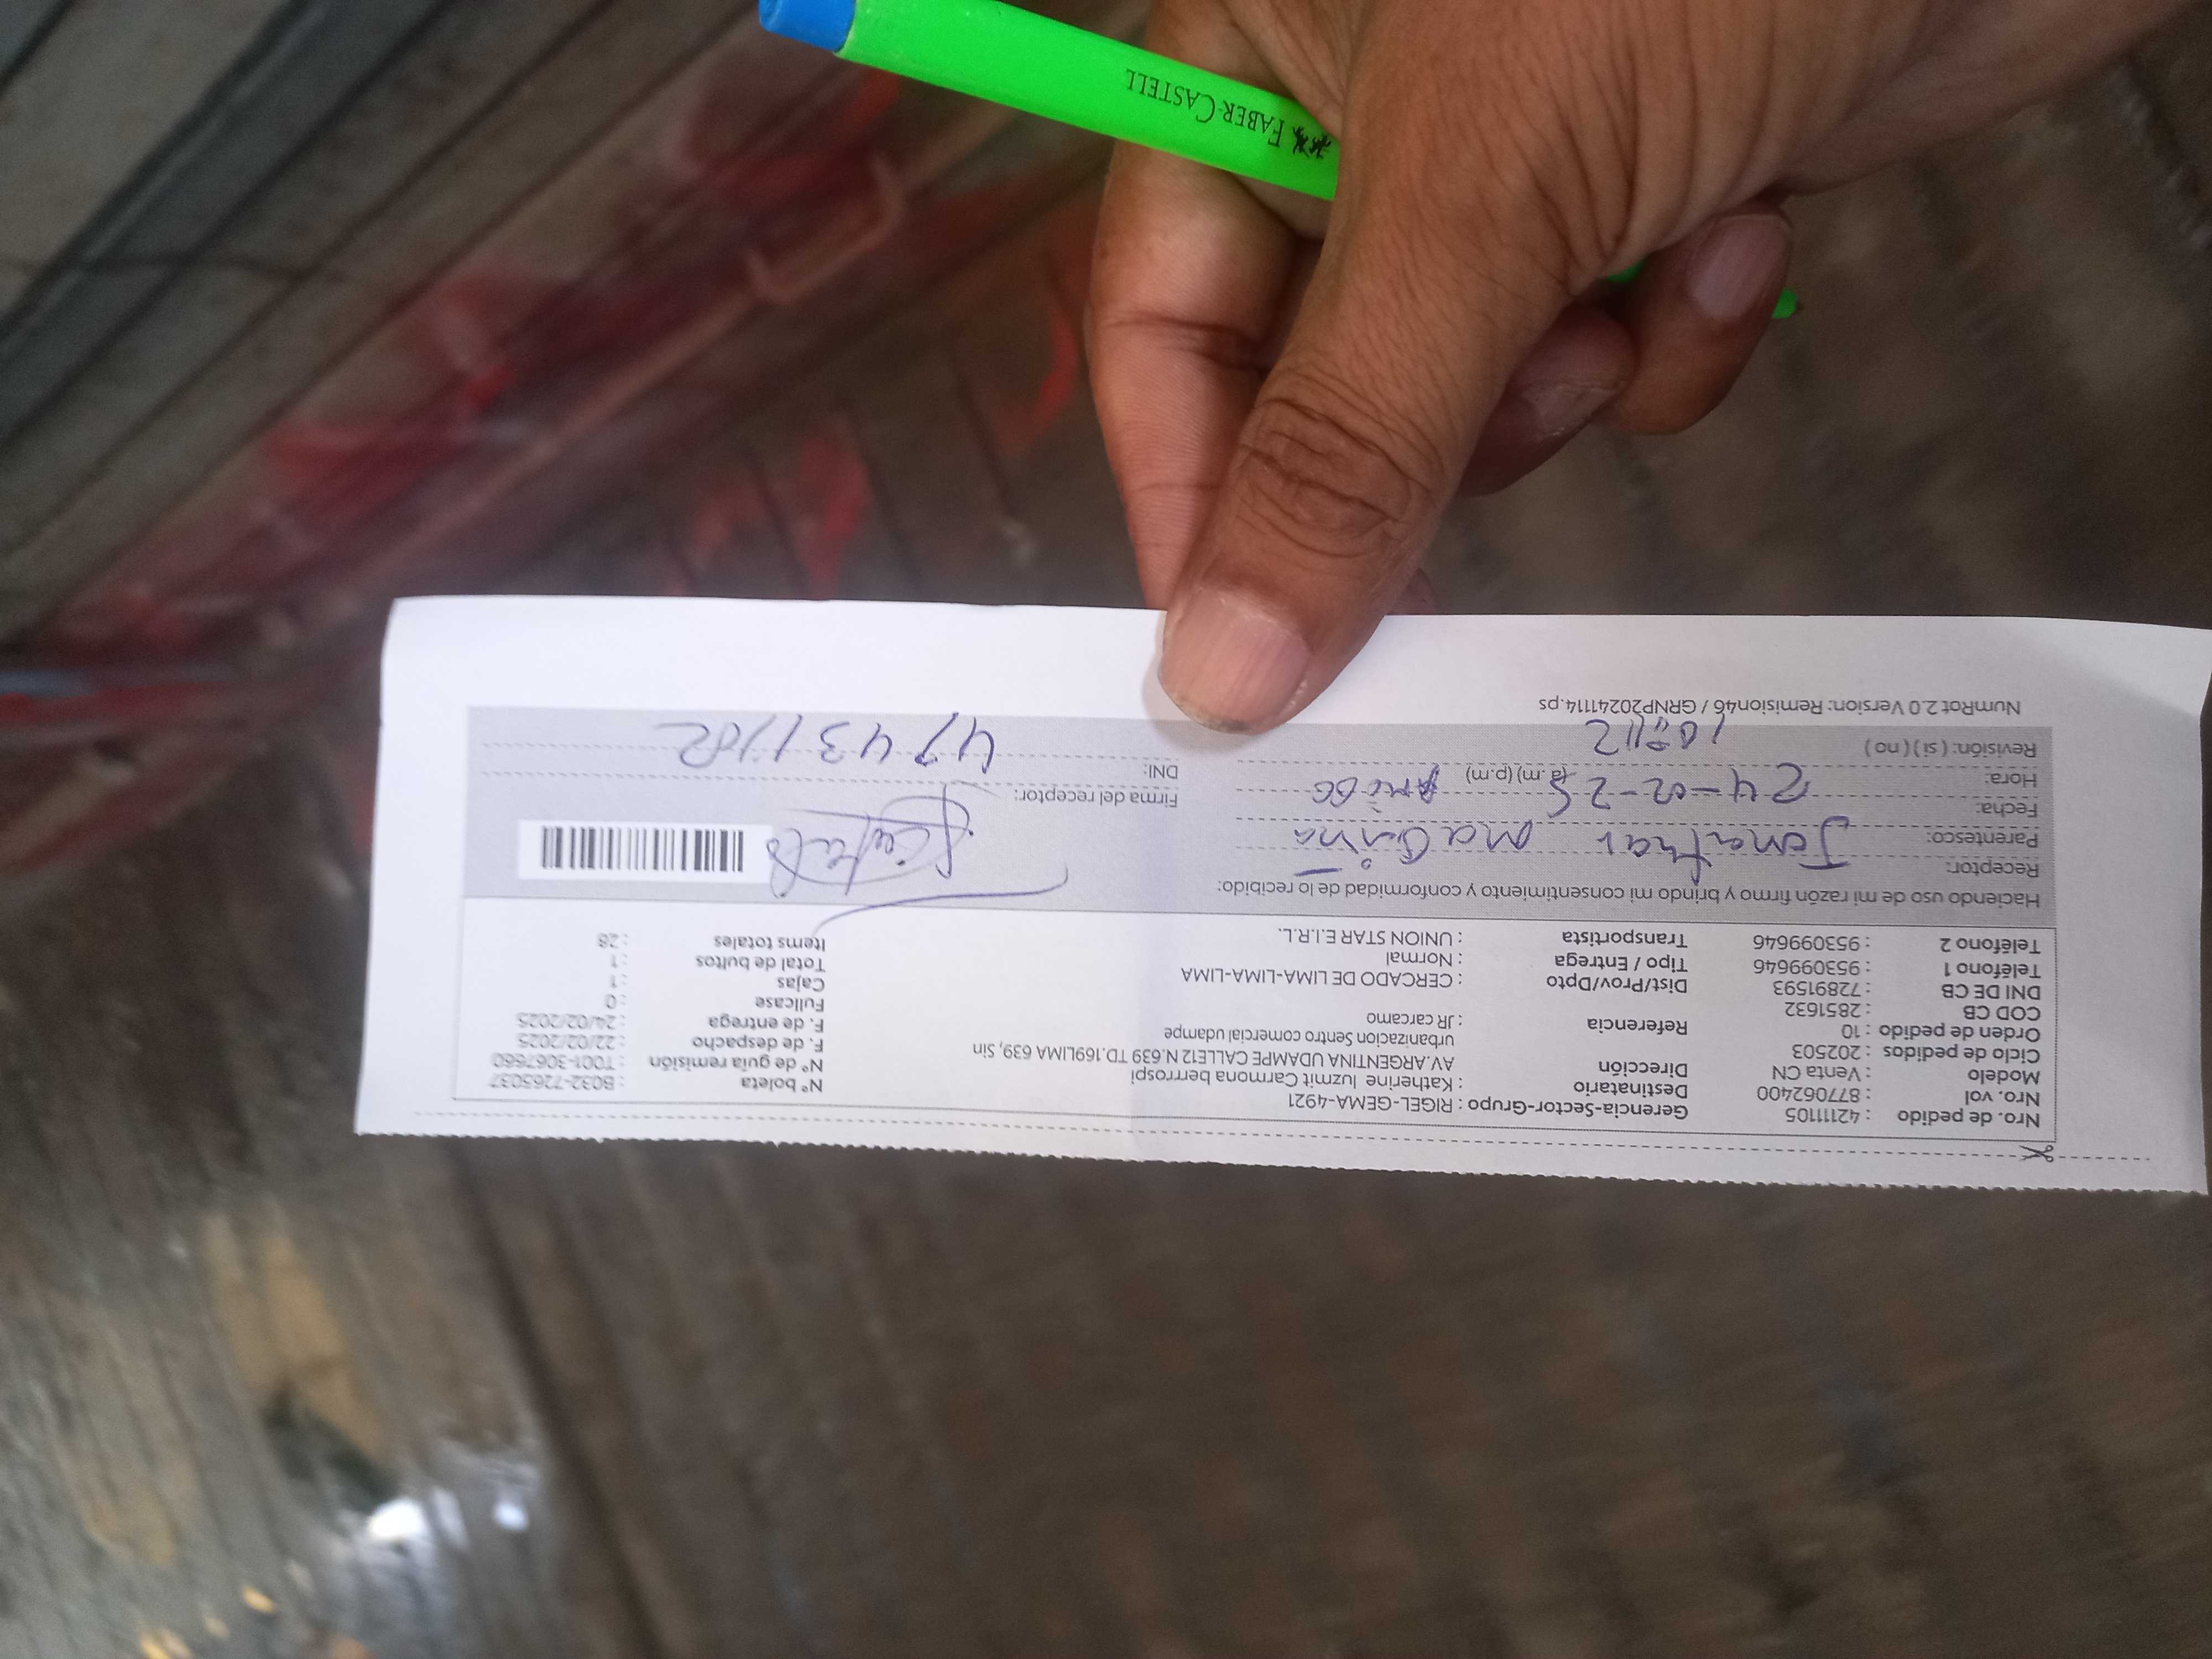 Nro. de pedido : 42111105 Gerencia-Sector-Grupo : RIGEL-GEMA-4921 N° boleta : B032-7265037
Nro. vol : 877062400 Destinatario : Katherine luzmit Carmona berrrospi N° de guía remisión : T001-3067660
Modelo : Venta CN Dirección AV.ARGENTINA UDAMPE CALLE12 N.639 TD.169LIMA 639, Sin F. de despacho : 22/02/2025
Ciclo de pedidos : 202503 urbanizacion Sentro comercial udampe F. de entrega : 24/02/2025
Orden de pedido : 10 Referencia : JR carcamo Fullcase : 0
COD CB : 2851632 Cajas : 1
DNI DE CB : 72891593 Dist/Prov/Dpto : CERCADO DE LIMA-LIMA-LIMA Total de bultos : 1
Teléfono 1 : 953099646 Tipo / Entrega : Normal Items totales : 28
Teléfono 2 : 953099646 Transportista : UNION STAR E.I.R.L.
Haciendo uso de mi razón firmo y brindo mi consentimiento y conformidad de lo recibido:
Receptor: Jonathan
Parentesco:
Fecha: 24-02-25 Firma del receptor:
Hora: (a.m) (p.m) DNI:
Revisión: ( si ) ( no )
NumRot 2.0 Version: Remision46 / GRNP20241114.ps
FABER-CASTELL